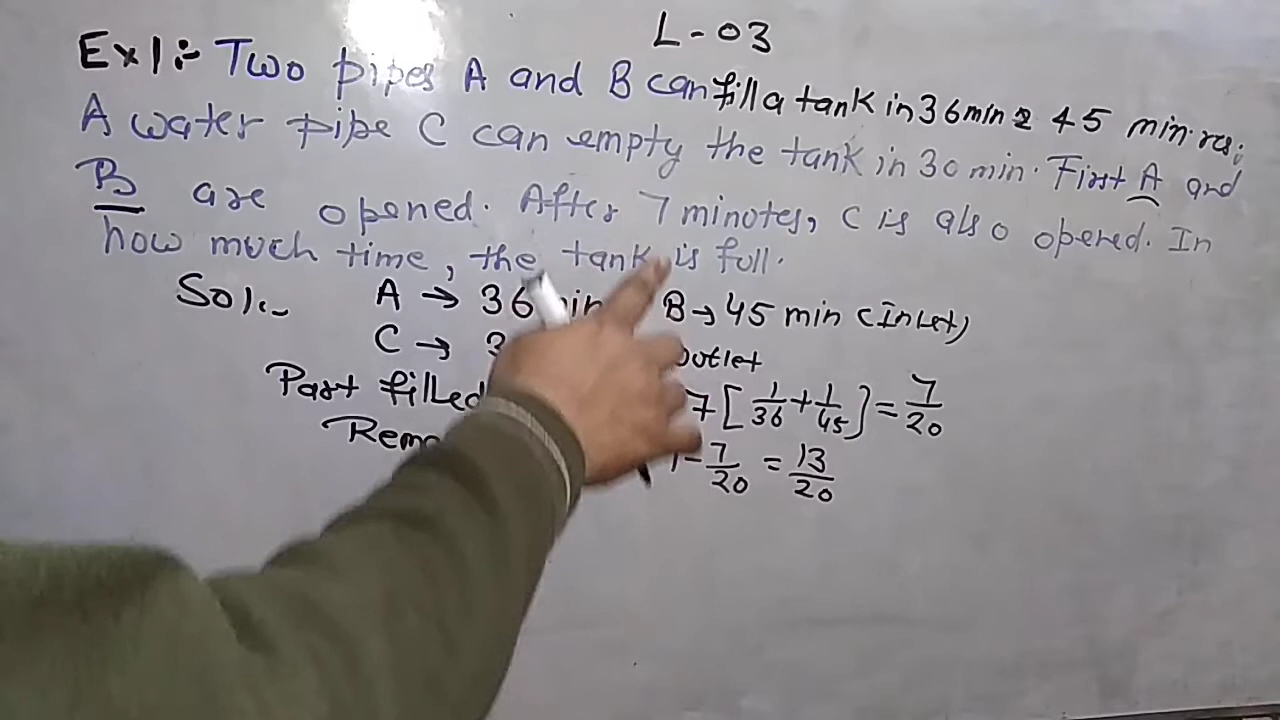 L-03
Ex1:- Two pipes A and B can fill a tank in 36 min & 45 min. res;
A water pipe C can empty the tank in 30 min. First A and
B are opened. After 7 minutes, C is also opened. In
how much time, the tank is full.
Sol:- A → 36 min B → 45 min (Inlet)
C → 3 outlet
Part filled 7[1/36+1/45] = 7/20
1-7/20 = 13/20